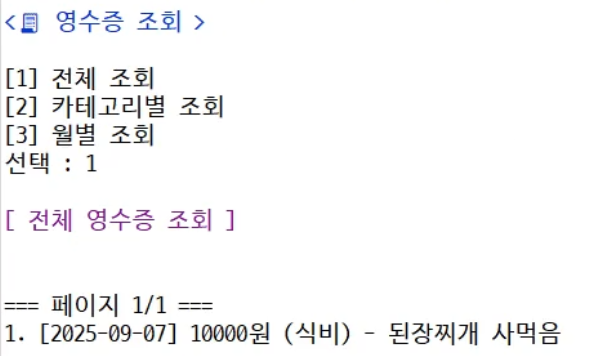 <🧾 영수증 조회 >
[1] 전체 조회
[2] 카테고리별 조회
[3] 월별 조회
선택 : 1
[ 전체 영수증 조회 ]
=== 페이지 1/1 ===
1. [2025-09-07] 10000원 (식비) - 된장찌개 사먹음